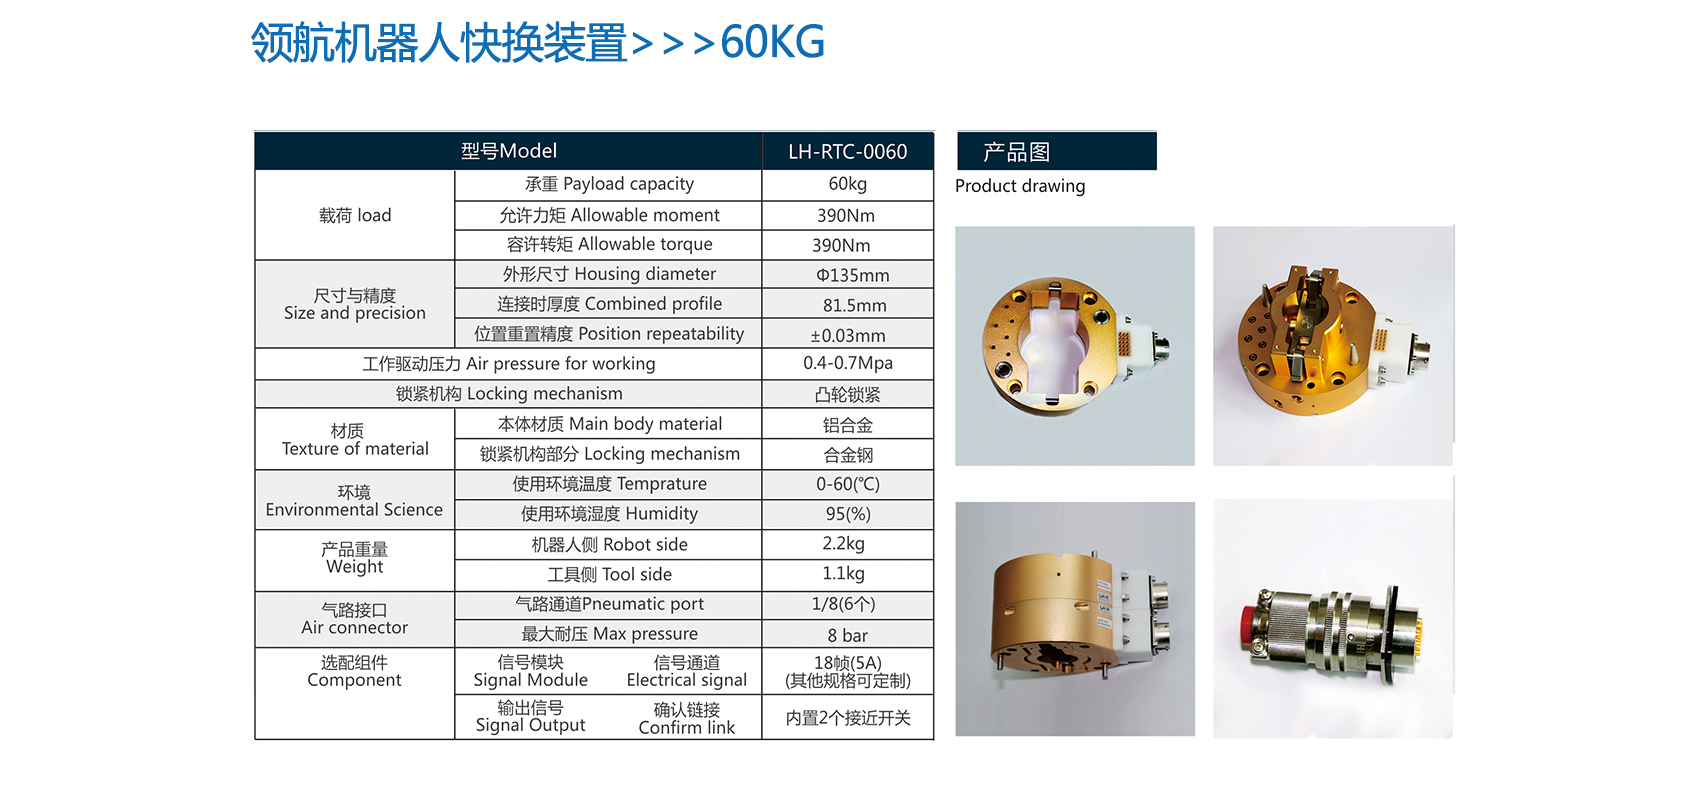 领航机器人快换装置>>>60KG
型号Model LH-RTC-0060
载荷 load
承重 Payload capacity 60kg
允许力矩 Allowable moment 390Nm
容许转矩 Allowable torque 390Nm
尺寸与精度
Size and precision
外形尺寸 Housing diameter Φ135mm
连接时厚度 Combined profile 81.5mm
位置重置精度 Position repeatability ±0.03mm
工作驱动压力 Air pressure for working 0.4-0.7Mpa
锁紧机构 Locking mechanism 凸轮锁紧
材质
Texture of material
本体材质 Main body material 铝合金
锁紧机构部分 Locking mechanism 合金钢
环境
Environmental Science
使用环境温度 Temprature 0-60(℃)
使用环境湿度 Humidity 95(%)
产品重量
Weight
机器人侧 Robot side 2.2kg
工具侧 Tool side 1.1kg
气路接口
Air connector
气路通道Pneumatic port 1/8(6个)
最大耐压 Max pressure 8 bar
选配组件
Component
信号模块 信号通道 18帧(5A)
Signal Module Electrical signal (其他规格可定制)
输出信号 确认链接
Signal Output Confirm link
内置2个接近开关
产品图
Product drawing